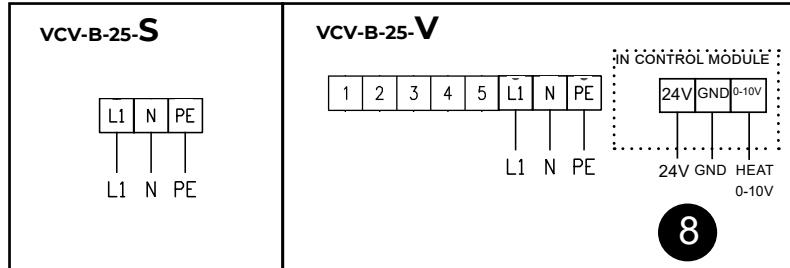 VCV-B-25-S
L1 N PE
L1 N PE
VCV-B-25-V
1 2 3 4 5 L1 N PE
L1 N PE
IN CONTROL MODULE
24V GND 0-10V
24V GND HEAT
0-10V
8